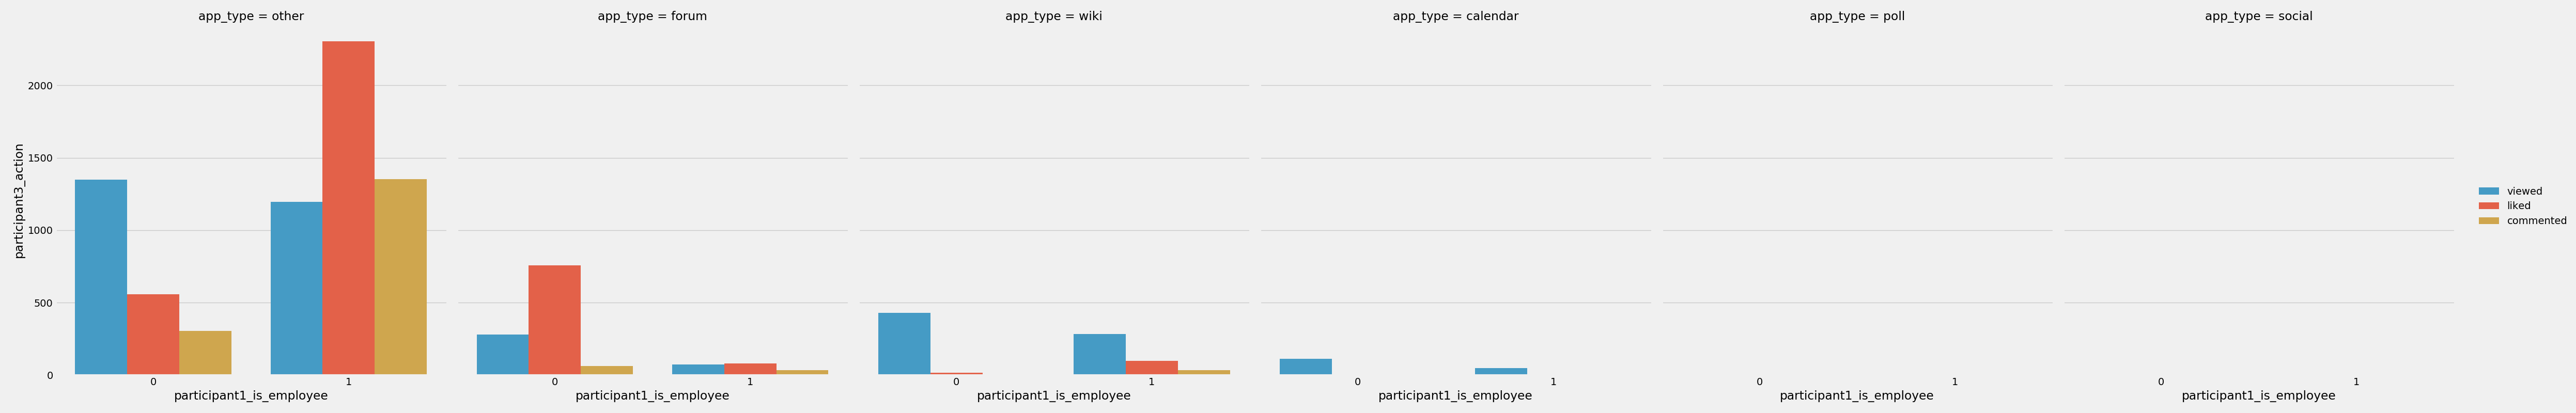 app_type = other
app_type = forum
app_type = wiki
app_type = calendar
app_type = poll
app_type = social
participant3_action
2000
1500
1000
500
0
0 1
0 1
0 1
0 1
0 1
0 1
participant1_is_employee
participant1_is_employee
participant1_is_employee
participant1_is_employee
participant1_is_employee
participant1_is_employee
viewed
liked
commented